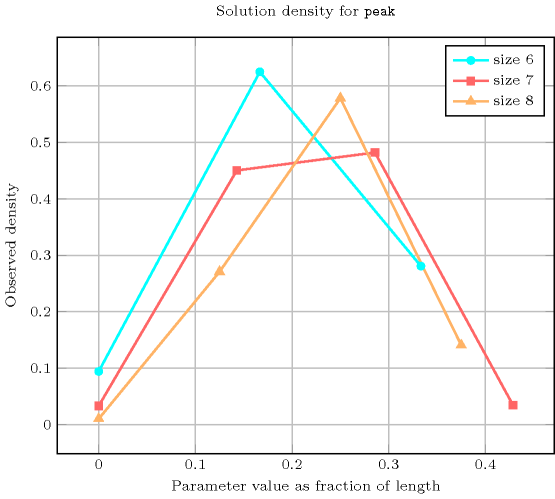 Solution density for peak
size 6
size 7
size 8
0.6
0.5
0.4
0.3
0.2
0.1
0
Observed density
0 0.1 0.2 0.3 0.4
Parameter value as fraction of length